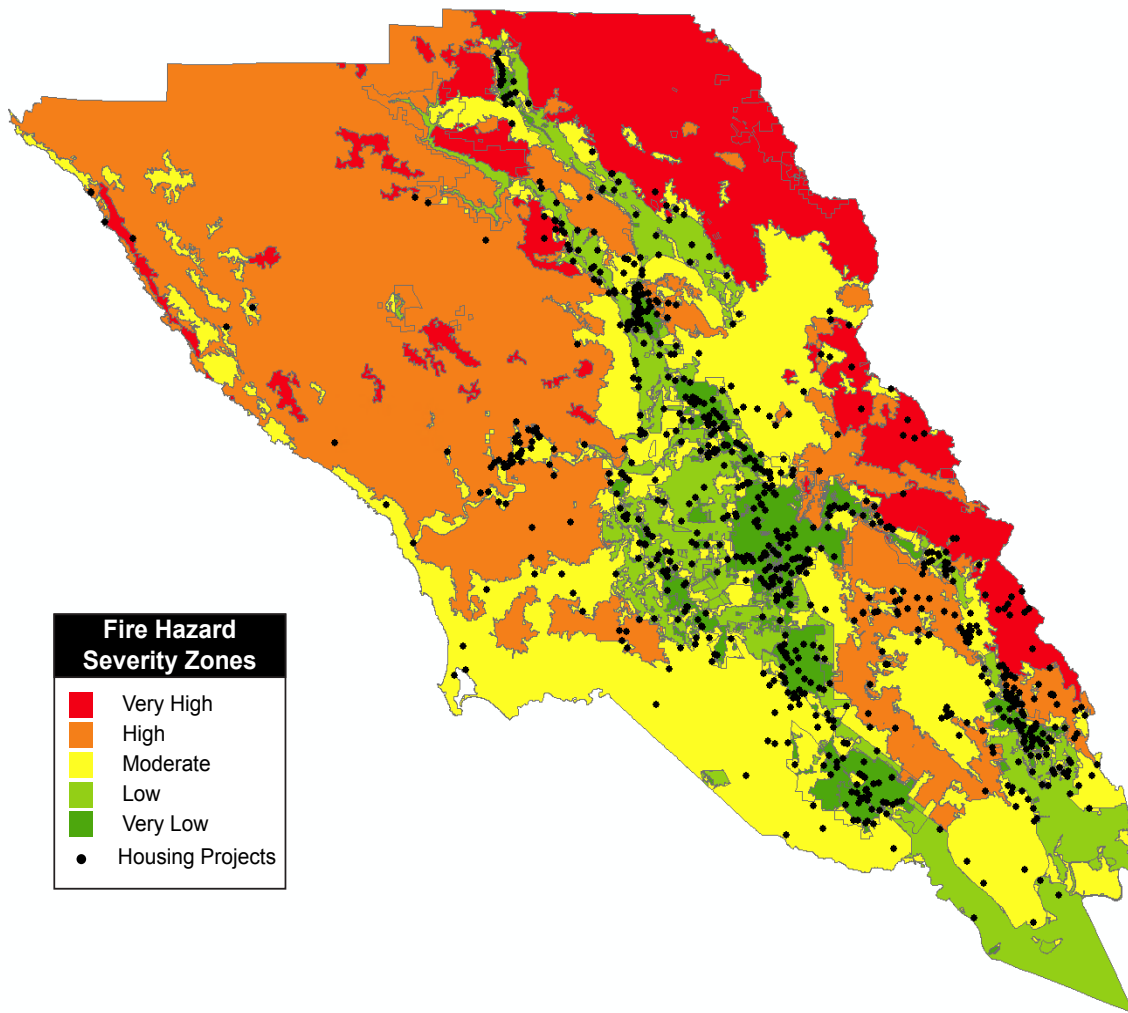 Fire Hazard
Severity Zones
Very High
High
Moderate
Low
Very Low
Housing Projects